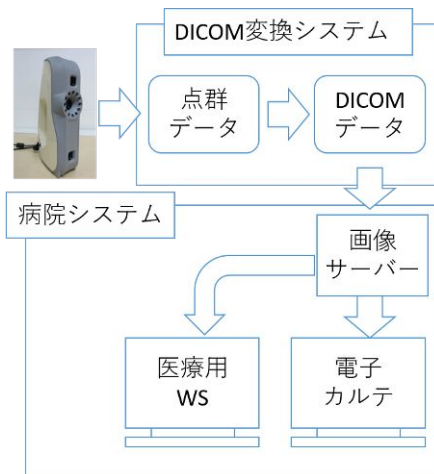 DICOM変換システム
点群
データ
DICOM
データ
病院システム
画像
サーバー
医療用
WS
電子
カルテ